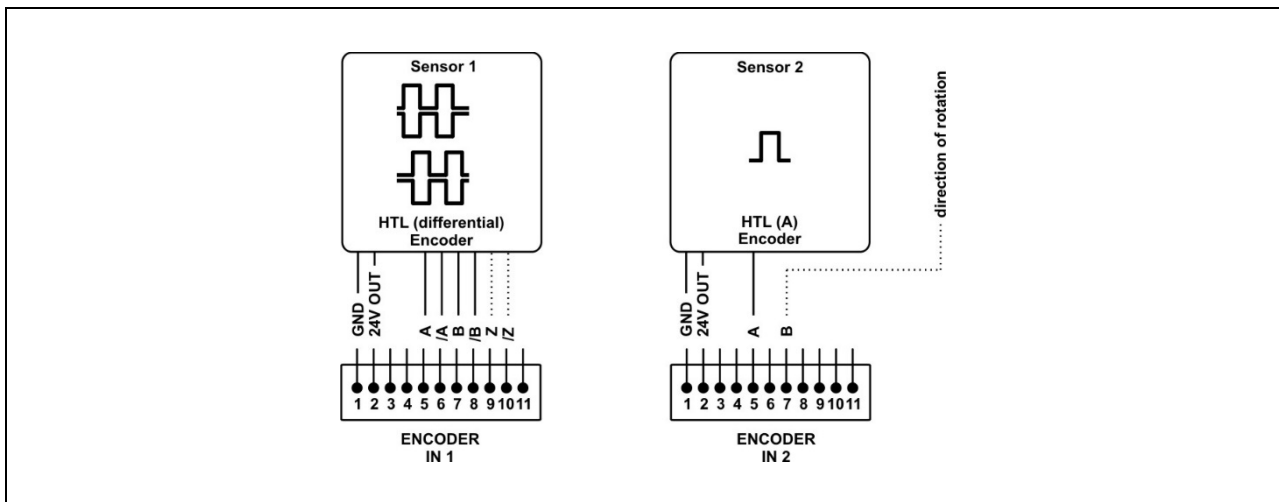 Sensor 1
HTL (differential)
Encoder
GND
24V OUT
A
/A
B
/B
Z
/Z
1 2 3 4 5 6 7 8 9 10 11
ENCODER
IN 1
Sensor 2
HTL (A)
Encoder
direction of rotation
GND
24V OUT
A
B
1 2 3 4 5 6 7 8 9 10 11
ENCODER
IN 2